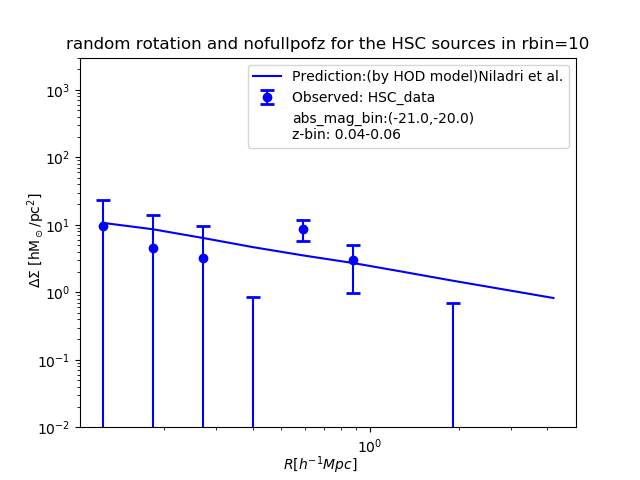 random rotation and nofullpofz for the HSC sources in rbin=10
Prediction:(by HOD model)Niladri et al.
Observed: HSC_data
abs_mag_bin:(-21.0,-20.0)
z-bin: 0.04-0.06
10³
10²
10¹
10⁰
10⁻¹
10⁻²
ΔΣ [hM⊙/pc²]
10⁰
R[h⁻¹Mpc]